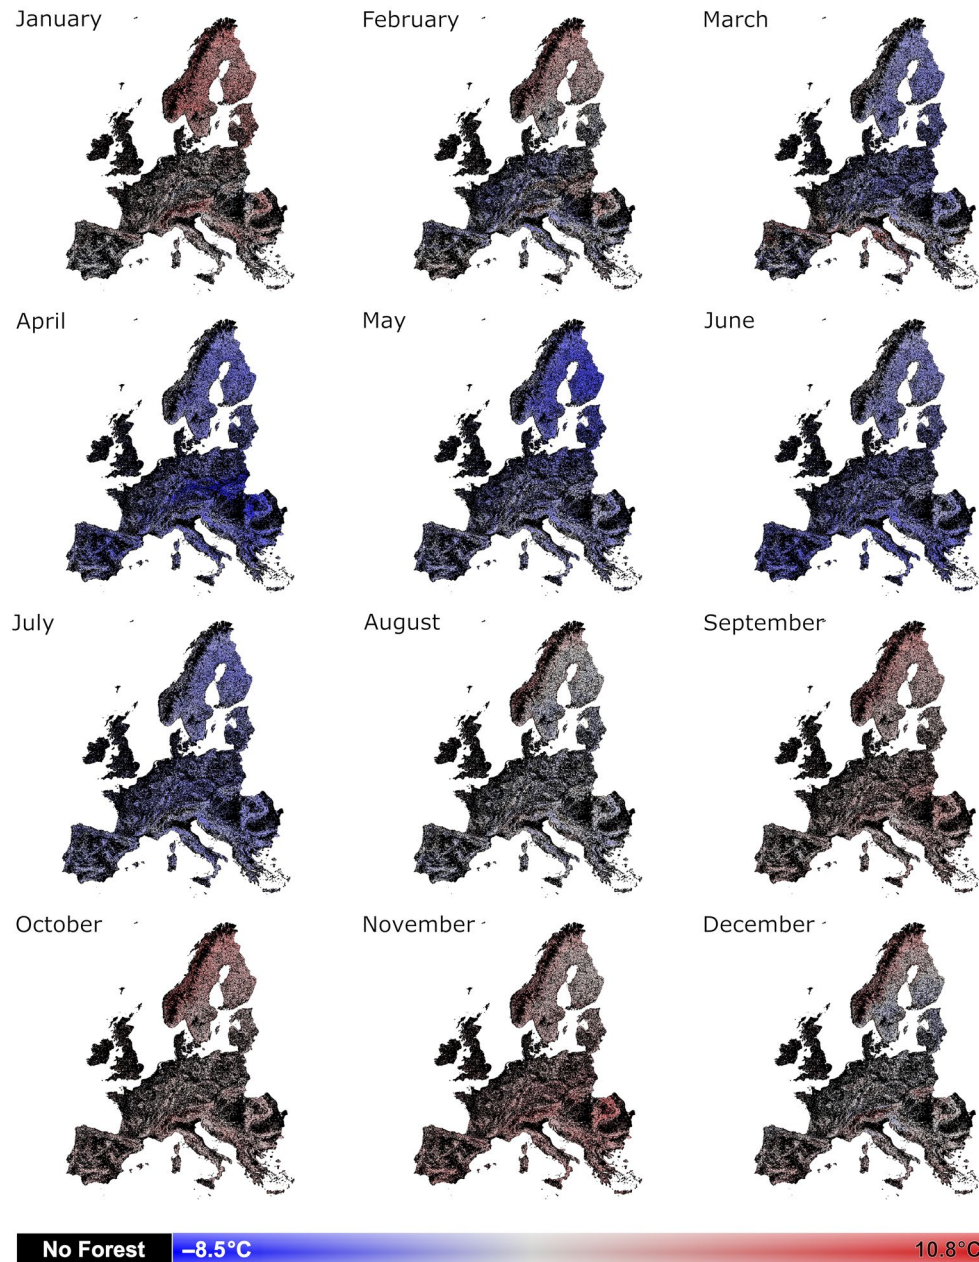 January
February
March
April
May
June
July
August
September
October
November
December
No Forest
–8.5°C
10.8°C